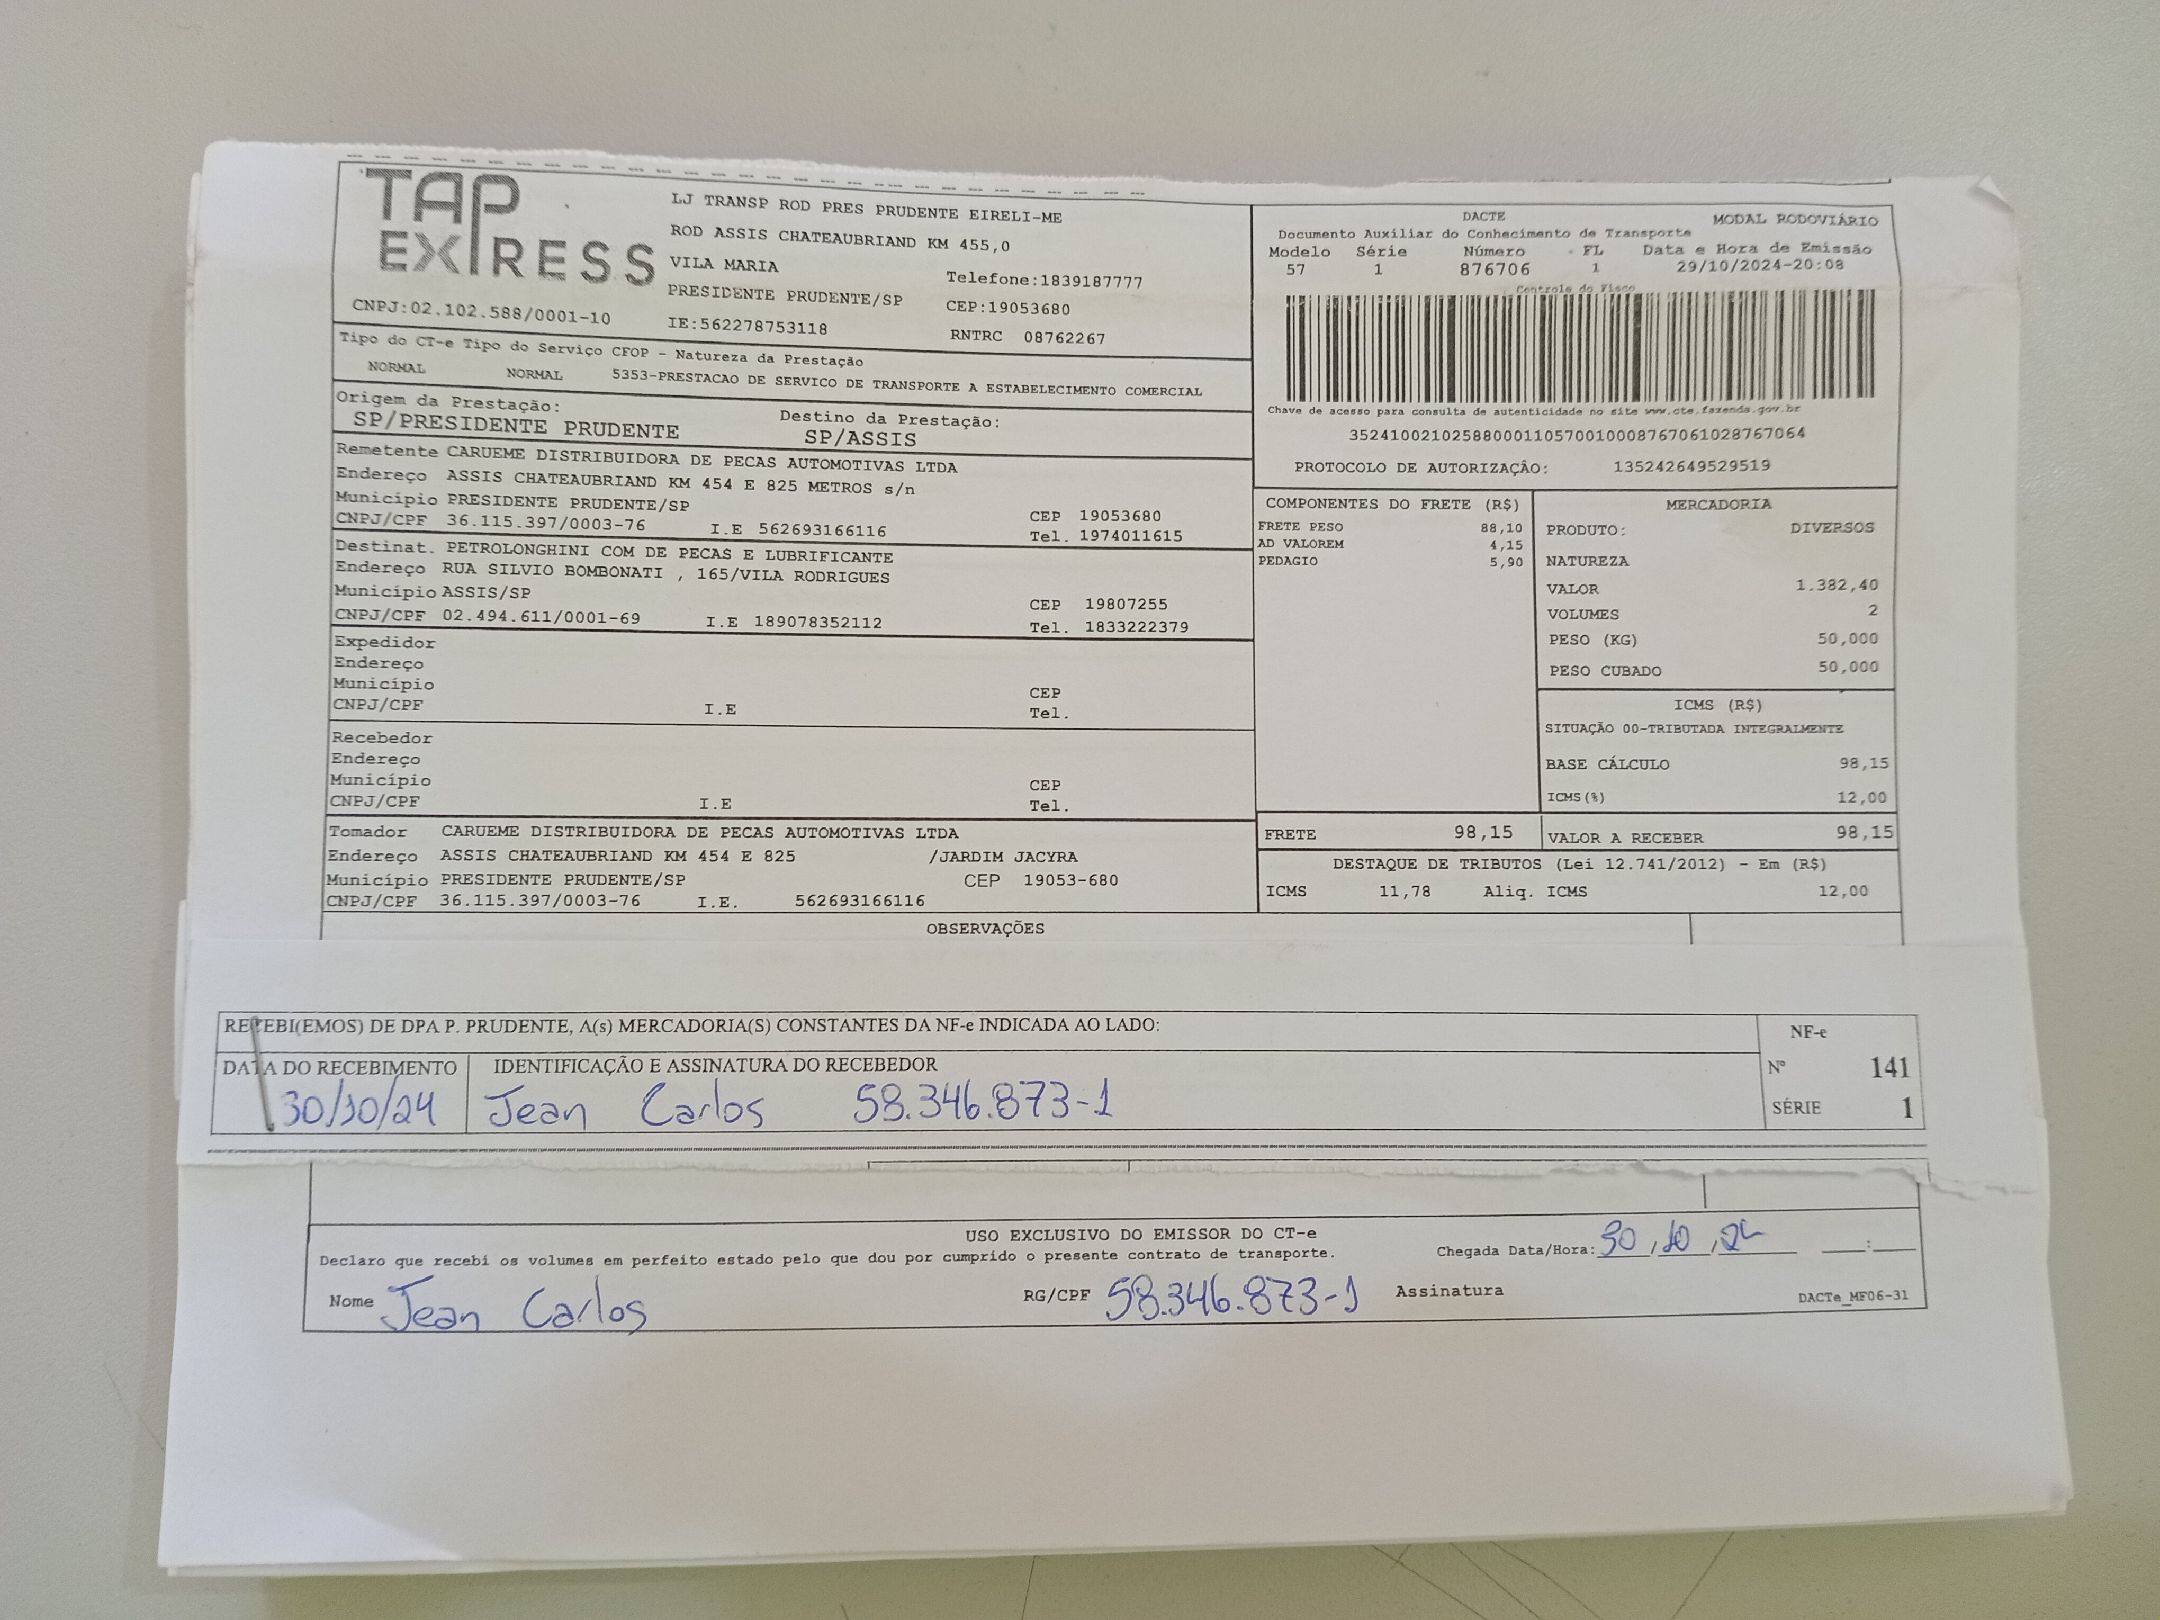 TAP
EXPRESS
CNPJ:02.102.588/0001-10
LJ TRANSP ROD PRES PRUDENTE EIRELI-ME
ROD ASSIS CHATEAUBRIAND KM 455,0
VILA MARIA
Telefone:1839187777
PRESIDENTE PRUDENTE/SP
CEP:19053680
IE:562278753118
RNTRC 08762267
DACTE MODAL RODOVIÁRIO
Documento Auxiliar do Conhecimento de Transporte
Modelo Série Número FL Data e Hora de Emissão
57 1 876706 1 29/10/2024-20:08
Controle do Fisco
Chave de acesso para consulta de autenticidade no site www.cte.fazenda.gov.br
35241002102588000110570010008767061028767064
PROTOCOLO DE AUTORIZAÇÃO: 135242649529519
Tipo do CT-e Tipo do Serviço CFOP - Natureza da Prestação
NORMAL NORMAL 5353-PRESTACAO DE SERVICO DE TRANSPORTE A ESTABELECIMENTO COMERCIAL
Origem da Prestação: Destino da Prestação:
SP/PRESIDENTE PRUDENTE SP/ASSIS
Remetente CARUEME DISTRIBUIDORA DE PECAS AUTOMOTIVAS LTDA
Endereço ASSIS CHATEAUBRIAND KM 454 E 825 METROS s/n
Município PRESIDENTE PRUDENTE/SP CEP 19053680
CNPJ/CPF 36.115.397/0003-76 I.E 562693166116 Tel. 1974011615
Destinat. PETROLONGHINI COM DE PECAS E LUBRIFICANTE
Endereço RUA SILVIO BOMBONATI , 165/VILA RODRIGUES
Município ASSIS/SP CEP 19807255
CNPJ/CPF 02.494.611/0001-69 I.E 189078352112 Tel. 1833222379
Expedidor
Endereço
Município CEP
CNPJ/CPF I.E Tel.
Recebedor
Endereço
Município CEP
CNPJ/CPF I.E Tel.
Tomador CARUEME DISTRIBUIDORA DE PECAS AUTOMOTIVAS LTDA
Endereço ASSIS CHATEAUBRIAND KM 454 E 825 /JARDIM JACYRA
Município PRESIDENTE PRUDENTE/SP CEP 19053-680
CNPJ/CPF 36.115.397/0003-76 I.E. 562693166116
COMPONENTES DO FRETE (R$)
FRETE PESO 88,10
AD VALOREM 4,15
PEDAGIO 5,90
MERCADORIA
PRODUTO: DIVERSOS
NATUREZA
VALOR 1.382,40
VOLUMES 2
PESO (KG) 50,000
PESO CUBADO 50,000
ICMS (R$)
SITUAÇÃO 00-TRIBUTADA INTEGRALMENTE
BASE CÁLCULO 98,15
ICMS(%) 12,00
FRETE 98,15 VALOR A RECEBER 98,15
DESTAQUE DE TRIBUTOS (Lei 12.741/2012) - Em (R$)
ICMS 11,78 Aliq. ICMS 12,00
OBSERVAÇÕES
RECEBI(EMOS) DE DPA P. PRUDENTE, A(s) MERCADORIA(S) CONSTANTES DA NF-e INDICADA AO LADO:
NF-e
Nº 141
SÉRIE 1
DATA DO RECEBIMENTO IDENTIFICAÇÃO E ASSINATURA DO RECEBEDOR
30/10/24 Jean Carlos 58.346.873-1
USO EXCLUSIVO DO EMISSOR DO CT-e
Declaro que recebi os volumes em perfeito estado pelo que dou por cumprido o presente contrato de transporte. Chegada Data/Hora: 30/10/24 __:__
Nome Jean Carlos RG/CPF 58.346.873-1 Assinatura
DACTe_MF06-31